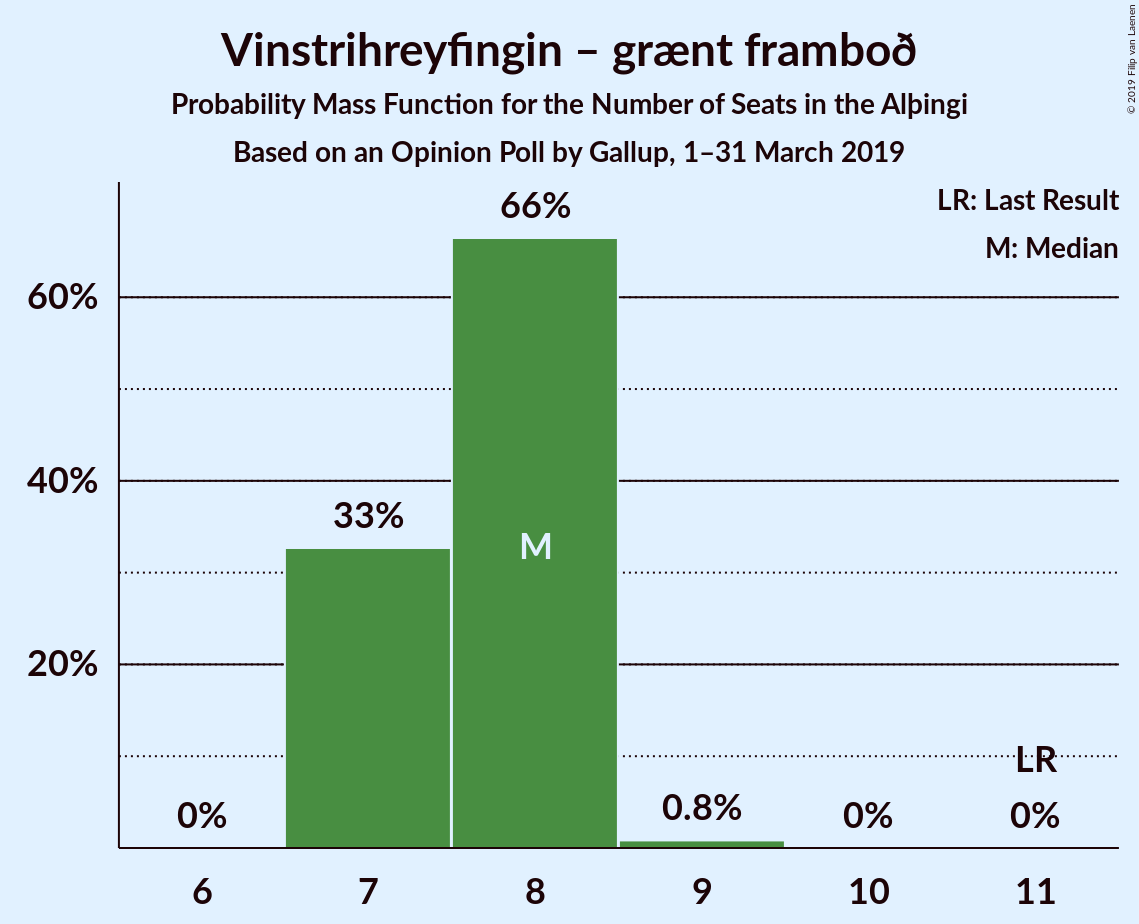 Vinstrihreyfingin – grænt framboð
Probability Mass Function for the Number of Seats in the Alþingi
Based on an Opinion Poll by Gallup, 1–31 March 2019
© 2019 Filip van Laenen
LR: Last Result
M: Median
66%
60%
40%
33%
M
20%
LR
0%
0.8%
0%
0%
6 7 8 9 10 11